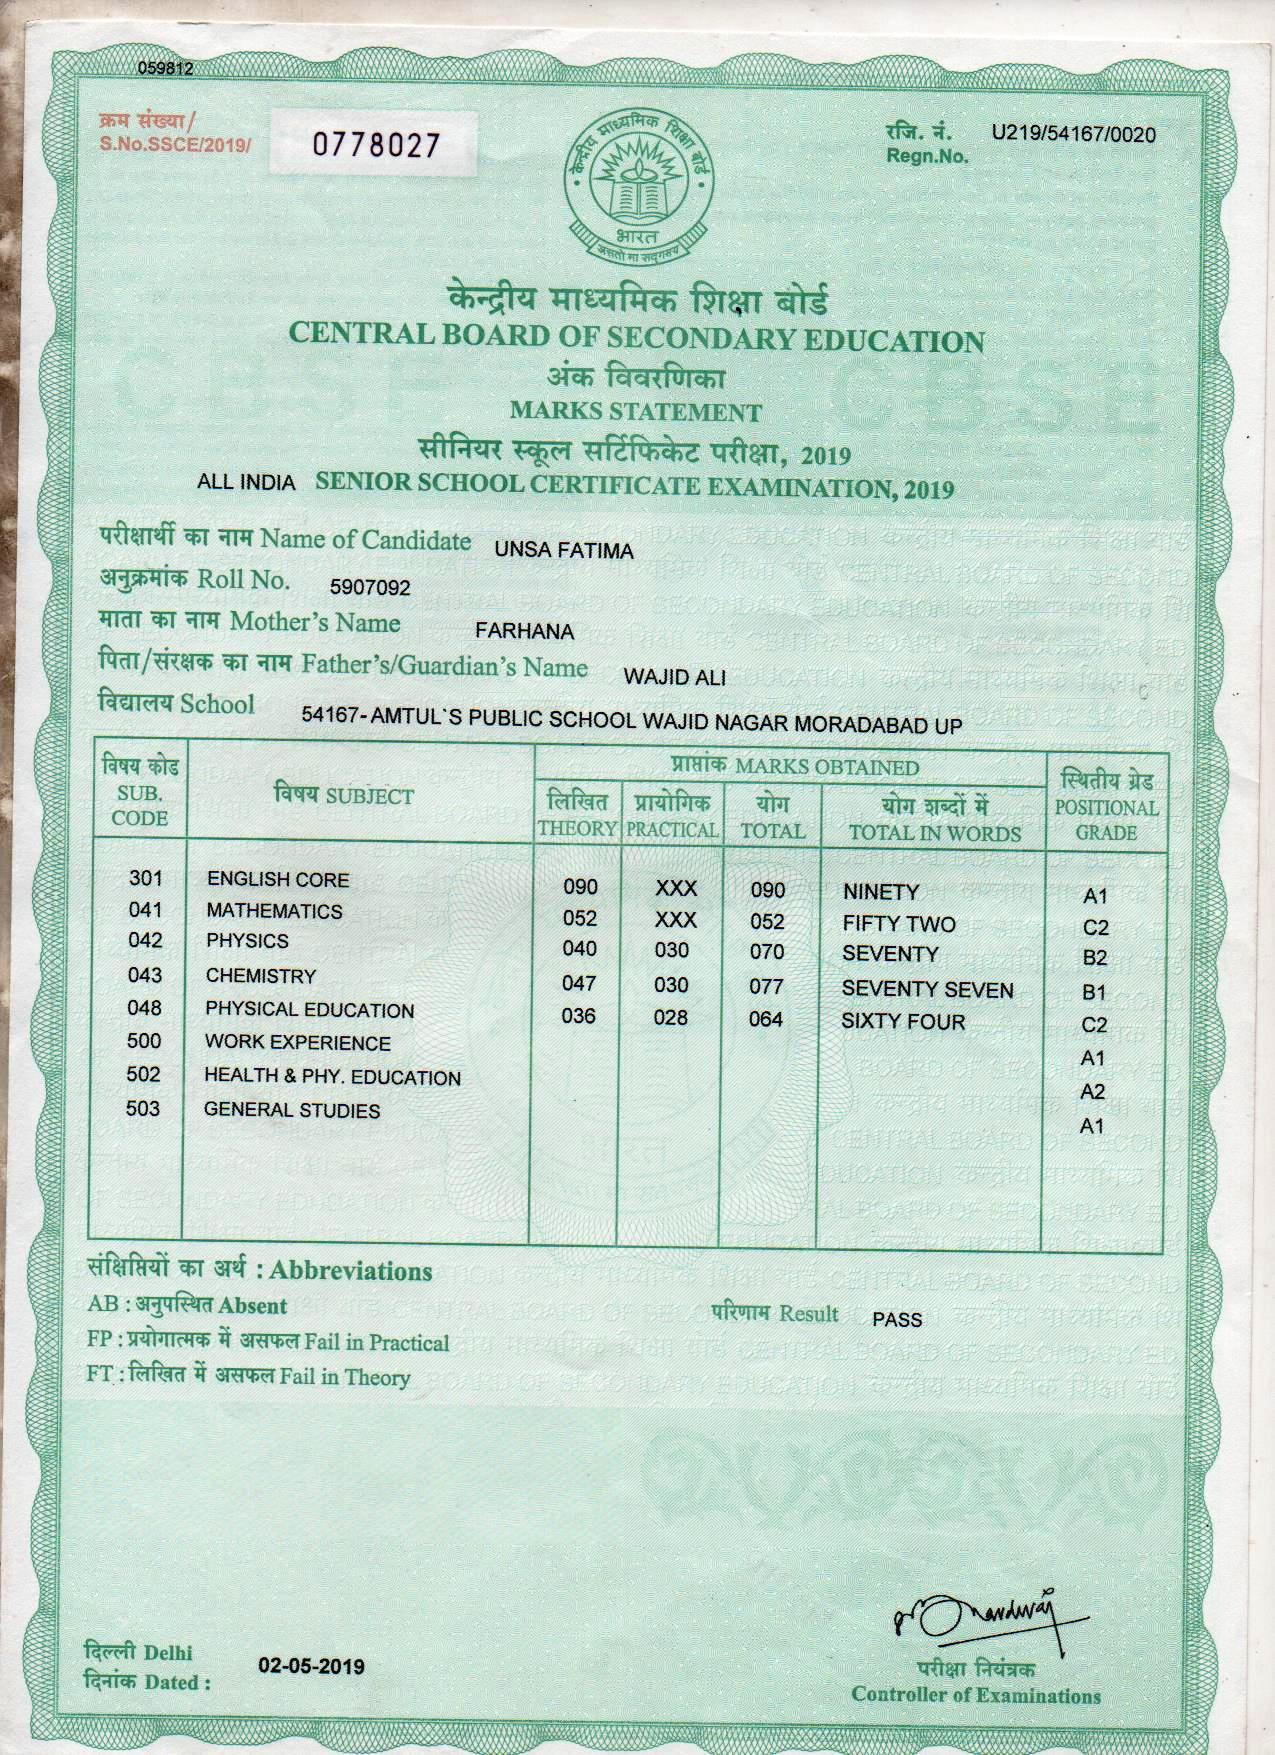 059812
क्रम संख्या/
S.No.SSCE/2019/ 0778027
रजि. नं. U219/54167/0020
Regn.No.
केन्द्रीय माध्यमिक शिक्षा बोर्ड
भारत
असतो मा सद्गमय
केन्द्रीय माध्यमिक शिक्षा बोर्ड
CENTRAL BOARD OF SECONDARY EDUCATION
अंक विवरणिका
MARKS STATEMENT
सीनियर स्कूल सर्टिफिकेट परीक्षा, 2019
ALL INDIA SENIOR SCHOOL CERTIFICATE EXAMINATION, 2019
परीक्षार्थी का नाम Name of Candidate UNSA FATIMA
अनुक्रमांक Roll No. 5907092
माता का नाम Mother's Name FARHANA
पिता/संरक्षक का नाम Father's/Guardian's Name WAJID ALI
विद्यालय School 54167- AMTUL`S PUBLIC SCHOOL WAJID NAGAR MORADABAD UP
विषय कोड SUB. CODE विषय SUBJECT प्राप्तांक MARKS OBTAINED स्थितीय ग्रेड POSITIONAL GRADE
लिखित THEORY प्रायोगिक PRACTICAL योग TOTAL योग शब्दों में TOTAL IN WORDS
301 ENGLISH CORE 090 XXX 090 NINETY A1
041 MATHEMATICS 052 XXX 052 FIFTY TWO C2
042 PHYSICS 040 030 070 SEVENTY B2
043 CHEMISTRY 047 030 077 SEVENTY SEVEN B1
048 PHYSICAL EDUCATION 036 028 064 SIXTY FOUR C2
500 WORK EXPERIENCE A1
502 HEALTH & PHY. EDUCATION A2
503 GENERAL STUDIES A1
संक्षिप्तियों का अर्थ : Abbreviations
AB : अनुपस्थित Absent
परिणाम Result PASS
FP : प्रयोगात्मक में असफल Fail in Practical
FT : लिखित में असफल Fail in Theory
दिल्ली Delhi
दिनांक Dated : 02-05-2019
परीक्षा नियंत्रक
Controller of Examinations